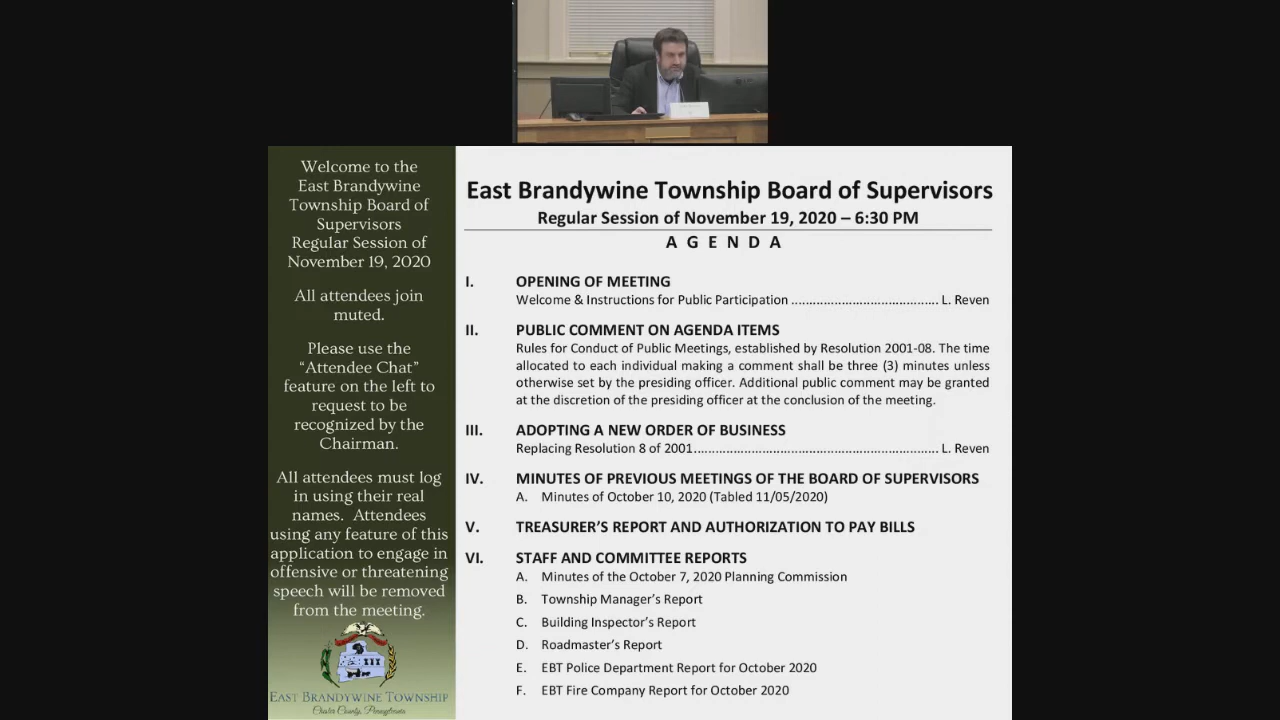 Welcome to the
East Brandywine
Township Board of
Supervisors
Regular Session of
November 19, 2020
All attendees join
muted.
Please use the
“Attendee Chat”
feature on the left to
request to be
recognized by the
Chairman.
All attendees must log
in using their real
names. Attendees
using any feature of this
application to engage in
offensive or threatening
speech will be removed
from the meeting.
EAST BRANDYWINE TOWNSHIP
Chester County, Pennsylvania
East Brandywine Township Board of Supervisors
Regular Session of November 19, 2020 – 6:30 PM
A G E N D A
I. OPENING OF MEETING
Welcome & Instructions for Public Participation ........................................ L. Reven
II. PUBLIC COMMENT ON AGENDA ITEMS
Rules for Conduct of Public Meetings, established by Resolution 2001-08. The time
allocated to each individual making a comment shall be three (3) minutes unless
otherwise set by the presiding officer. Additional public comment may be granted
at the discretion of the presiding officer at the conclusion of the meeting.
III. ADOPTING A NEW ORDER OF BUSINESS
Replacing Resolution 8 of 2001.................................................................. L. Reven
IV. MINUTES OF PREVIOUS MEETINGS OF THE BOARD OF SUPERVISORS
A. Minutes of October 10, 2020 (Tabled 11/05/2020)
V. TREASURER’S REPORT AND AUTHORIZATION TO PAY BILLS
VI. STAFF AND COMMITTEE REPORTS
A. Minutes of the October 7, 2020 Planning Commission
B. Township Manager’s Report
C. Building Inspector’s Report
D. Roadmaster’s Report
E. EBT Police Department Report for October 2020
F. EBT Fire Company Report for October 2020